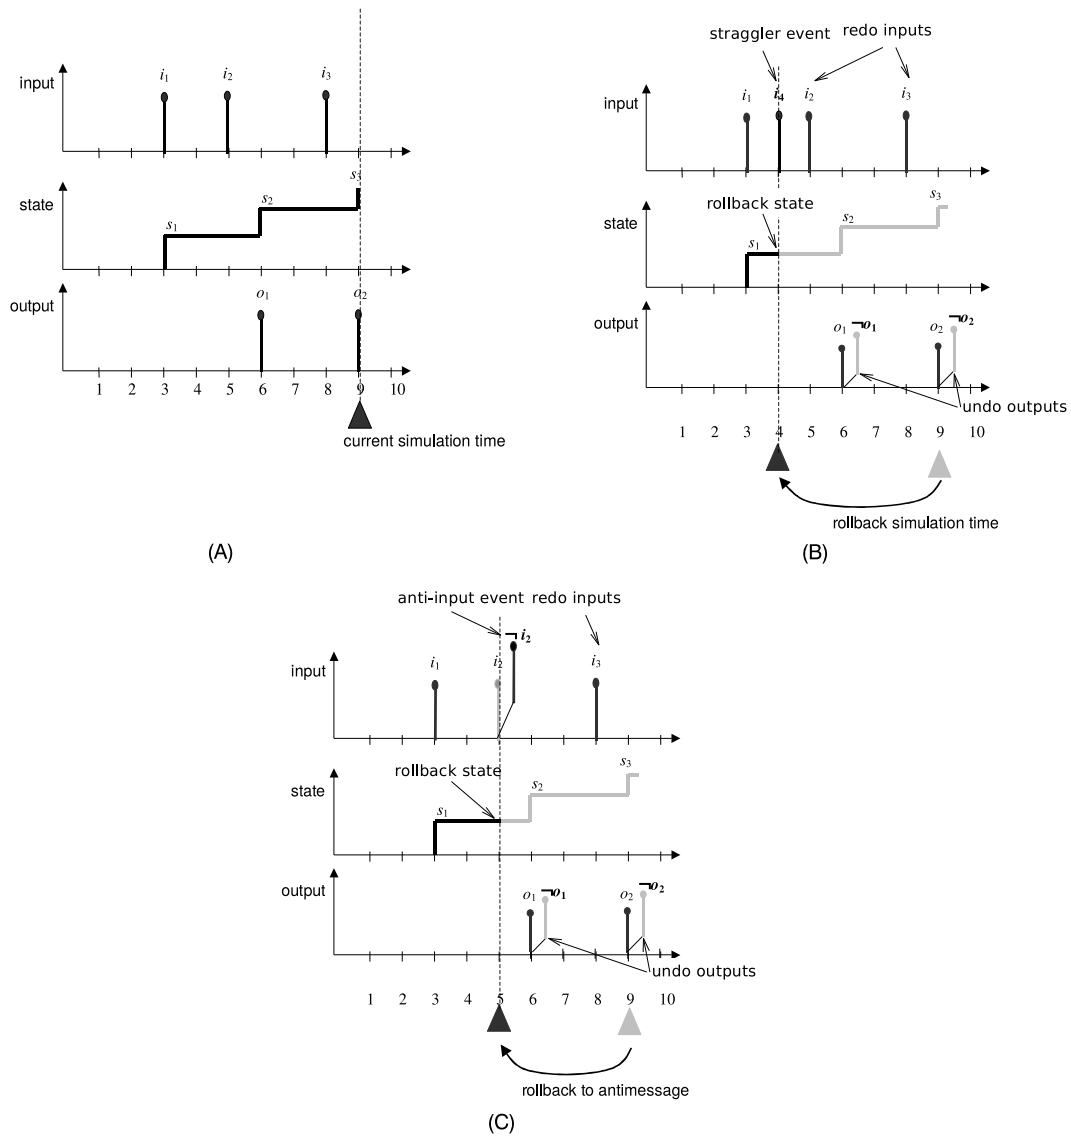 i1 i2 i3
input
s3
s2
state
s1
o1 o2
output
1 2 3 4 5 6 7 8 9 10
current simulation time
(A)
straggler event redo inputs
i1 i4 i2 i3
input
rollback state
s3
s2
state
s1
¬o1 ¬o2
output
o1 o2
undo outputs
1 2 3 4 5 6 7 8 9 10
rollback simulation time
(B)
anti-input event redo inputs
¬ i2
i1 i2 i3
input
rollback state
s3
s2
state
s1
¬o1 ¬o2
output
o1 o2
undo outputs
1 2 3 4 5 6 7 8 9 10
rollback to antimessage
(C)